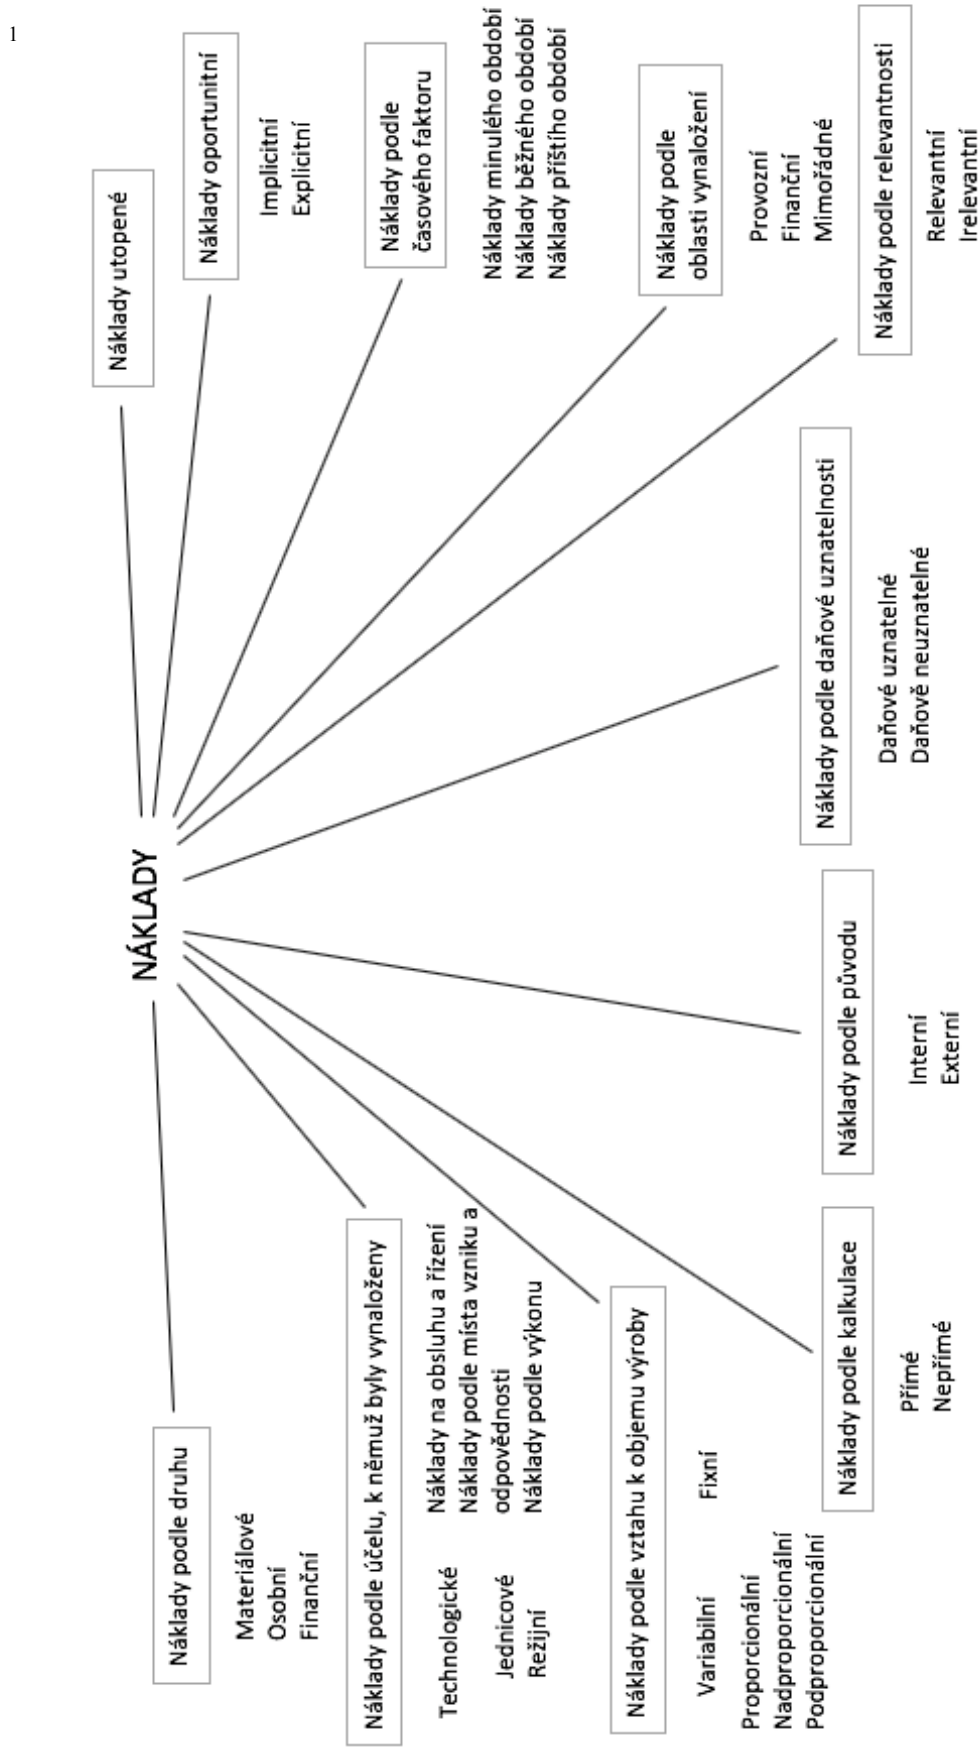 1
NÁKLADY
Náklady podle druhu
Materiálové
Osobní
Finanční
Náklady podle účelu, k němuž byly vynaloženy
Technologické
Jednicové
Režijní
Náklady na obsluhu a řízení
Náklady podle místa vzniku a
odpovědnosti
Náklady podle výkonu
Náklady podle vztahu k objemu výroby
Variabilní
Fixní
Proporcionální
Nadproporcionální
Podproporcionální
Náklady podle kalkulace
Přímé
Nepřímé
Náklady podle původu
Interní
Externí
Náklady podle daňové uznatelnosti
Daňové uznatelné
Daňově neuznatelné
Náklady podle relevantnosti
Relevantní
Irelevantní
Náklady podle
oblasti vynaložení
Provozní
Finanční
Mimořádné
Náklady podle
časového faktoru
Náklady minulého období
Náklady běžného období
Náklady příštího období
Náklady oportunitní
Implicitní
Explicitní
Náklady utopené